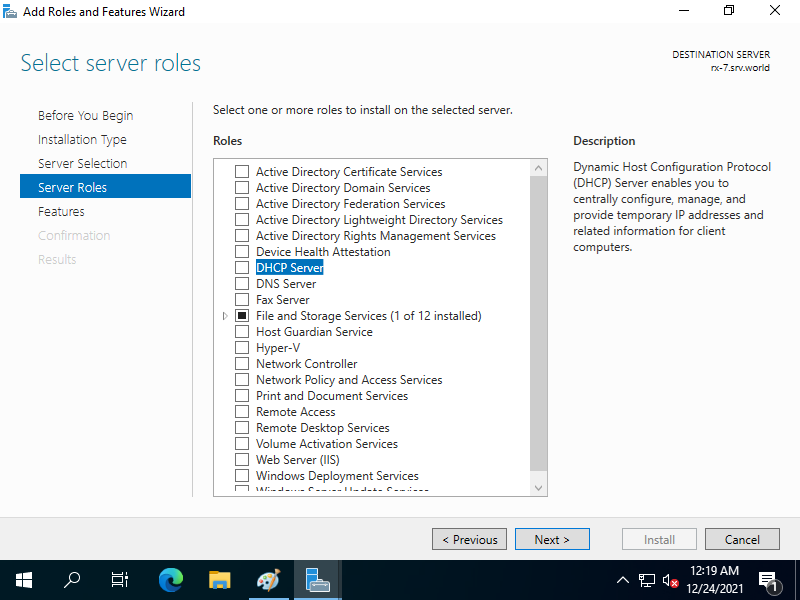 Add Roles and Features Wizard
Select server roles
DESTINATION SERVER
rx-7.srv.world
Before You Begin
Installation Type
Server Selection
Server Roles
Features
Confirmation
Results
Select one or more roles to install on the selected server.
Roles
Active Directory Certificate Services
Active Directory Domain Services
Active Directory Federation Services
Active Directory Lightweight Directory Services
Active Directory Rights Management Services
Device Health Attestation
DHCP Server
DNS Server
Fax Server
File and Storage Services (1 of 12 installed)
Host Guardian Service
Hyper-V
Network Controller
Network Policy and Access Services
Print and Document Services
Remote Access
Remote Desktop Services
Volume Activation Services
Web Server (IIS)
Windows Deployment Services
Windows Server Update Services
Description
Dynamic Host Configuration Protocol
(DHCP) Server enables you to
centrally configure, manage, and
provide temporary IP addresses and
related information for client
computers.
< Previous
Next >
Install
Cancel
12:19 AM
12/24/2021
1